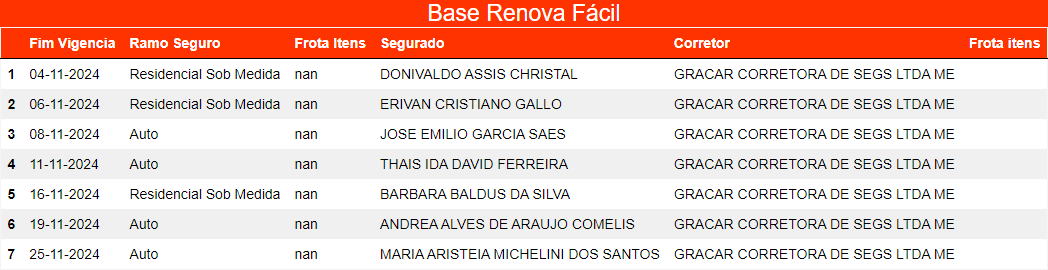 Base Renova Fácil
Fim Vigencia Ramo Seguro Frota Itens Segurado Corretor Frota itens
1 04-11-2024 Residencial Sob Medida nan DONIVALDO ASSIS CHRISTAL GRACAR CORRETORA DE SEGS LTDA ME
2 06-11-2024 Residencial Sob Medida nan ERIVAN CRISTIANO GALLO GRACAR CORRETORA DE SEGS LTDA ME
3 08-11-2024 Auto nan JOSE EMILIO GARCIA SAES GRACAR CORRETORA DE SEGS LTDA ME
4 11-11-2024 Auto nan THAIS IDA DAVID FERREIRA GRACAR CORRETORA DE SEGS LTDA ME
5 16-11-2024 Residencial Sob Medida nan BARBARA BALDUS DA SILVA GRACAR CORRETORA DE SEGS LTDA ME
6 19-11-2024 Auto nan ANDREA ALVES DE ARAUJO COMELIS GRACAR CORRETORA DE SEGS LTDA ME
7 25-11-2024 Auto nan MARIA ARISTEIA MICHELINI DOS SANTOS GRACAR CORRETORA DE SEGS LTDA ME